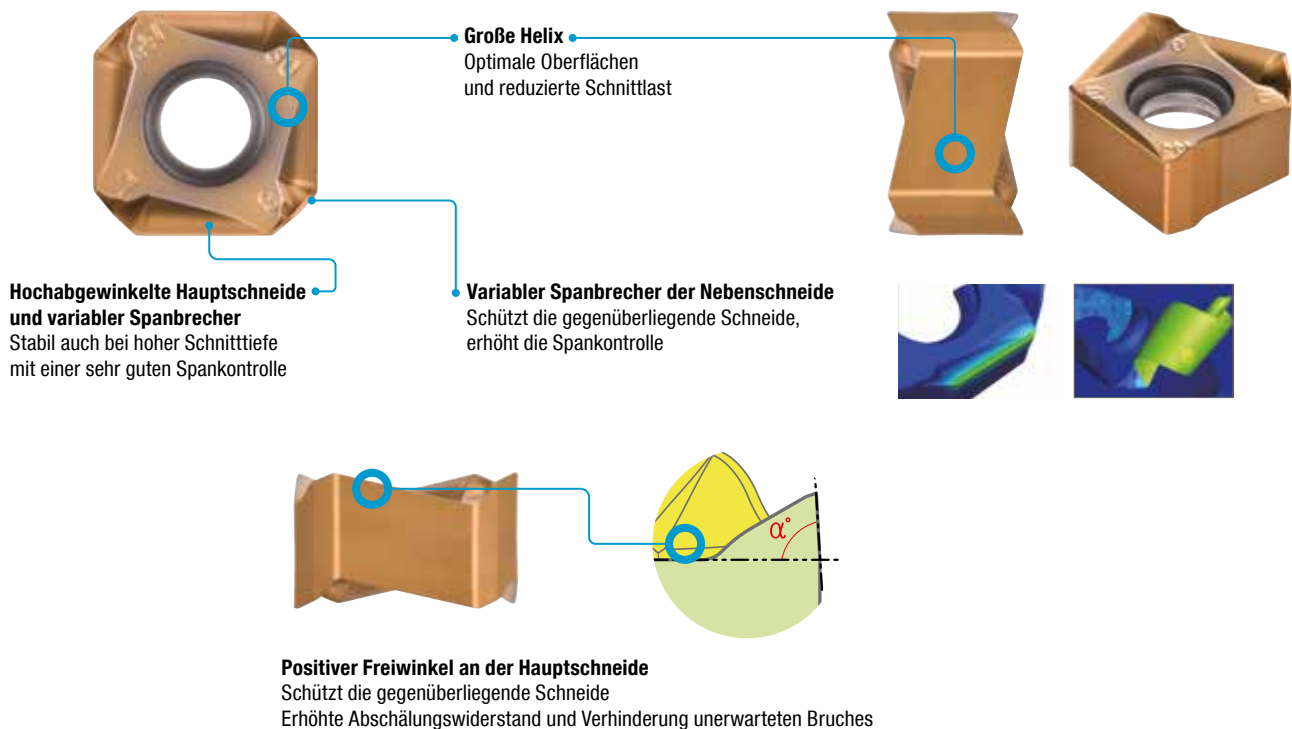 Große Helix
Optimale Oberflächen
und reduzierte Schnittlast
Hochabgewinkelte Hauptschneide
und variabler Spanbrecher
Stabil auch bei hoher Schnitttiefe
mit einer sehr guten Spankontrolle
Variabler Spanbrecher der Nebenschneide
Schützt die gegenüberliegende Schneide,
erhöht die Spankontrolle
α°
Positiver Freiwinkel an der Hauptschneide
Schützt die gegenüberliegende Schneide
Erhöhte Abschälungswiderstand und Verhinderung unerwarteten Bruches